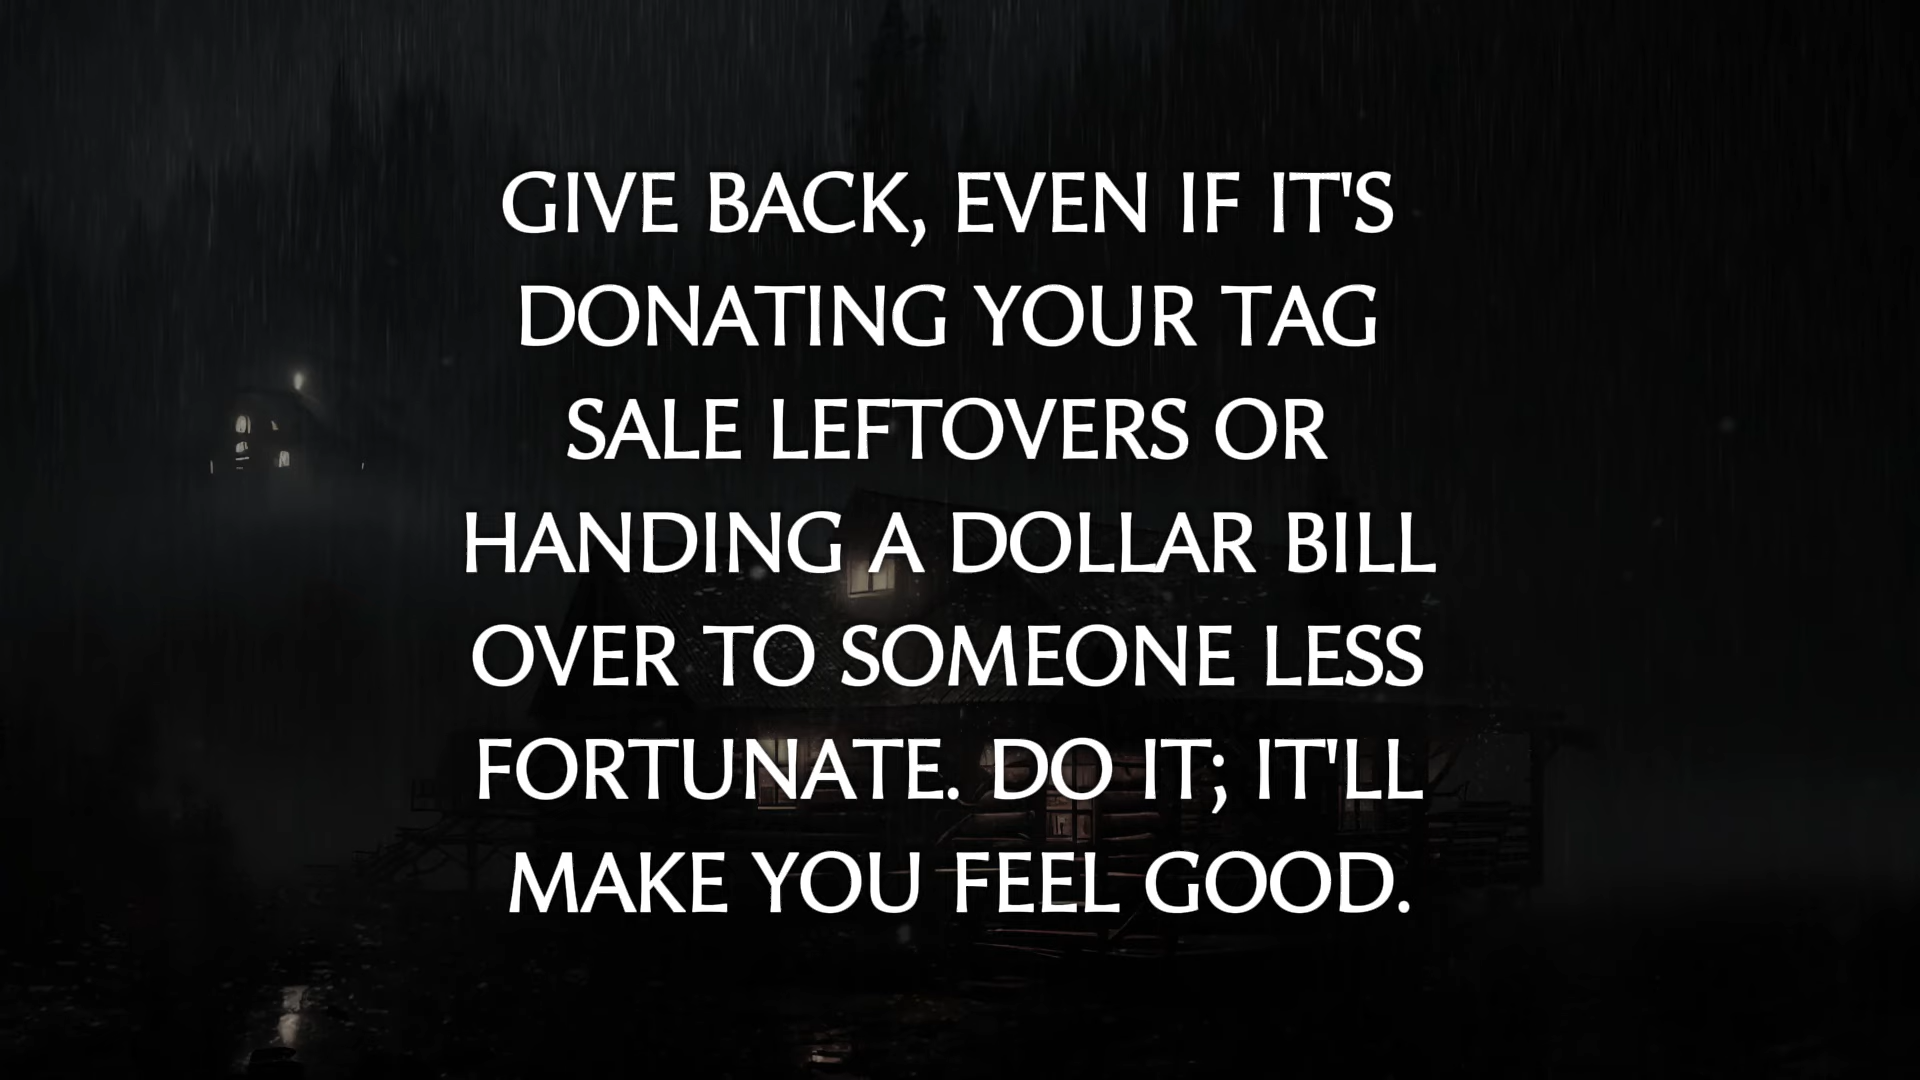 GIVE BACK, EVEN IF IT'S
DONATING YOUR TAG
SALE LEFTOVERS OR
HANDING A DOLLAR BILL
OVER TO SOMEONE LESS
FORTUNATE. DO IT; IT'LL
MAKE YOU FEEL GOOD.